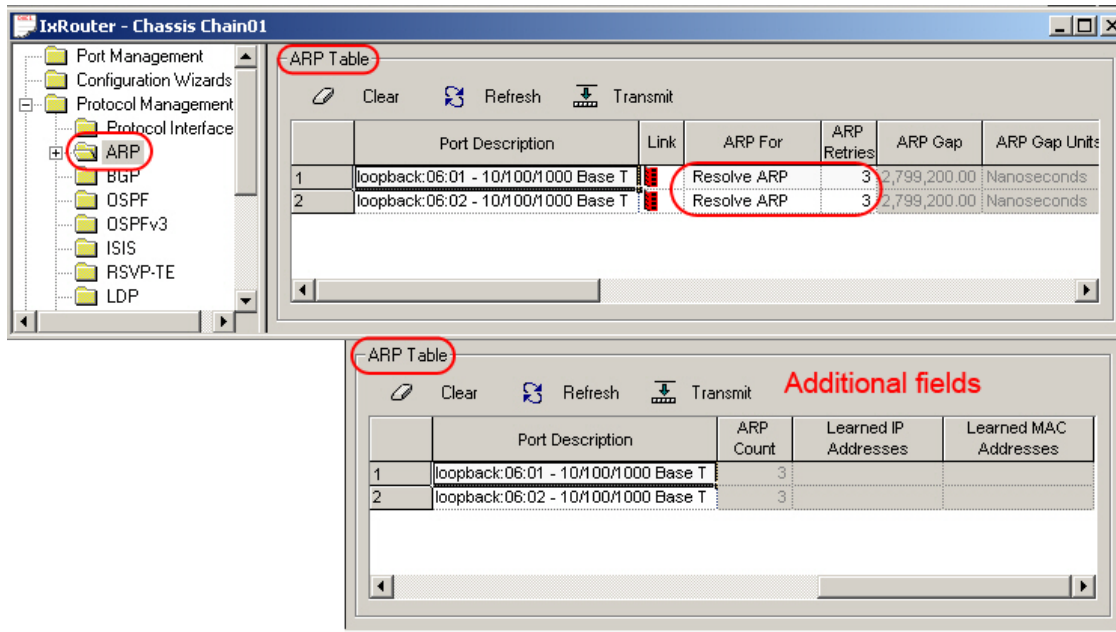 IxRouter - Chassis Chain01
Port Management
Configuration Wizards
Protocol Management
Protocol Interface
ARP
BGP
OSPF
OSPFv3
ISIS
RSVP-TE
LDP
ARP Table
Clear Refresh Transmit
Port Description Link ARP For ARP Retries ARP Gap ARP Gap Units
1 loopback:06:01 - 10/100/1000 Base T Resolve ARP 3 2,799,200.00 Nanoseconds
2 loopback:06:02 - 10/100/1000 Base T Resolve ARP 3 2,799,200.00 Nanoseconds
ARP Table
Clear Refresh Transmit Additional fields
Port Description ARP Count Learned IP Addresses Learned MAC Addresses
1 loopback:06:01 - 10/100/1000 Base T 3
2 loopback:06:02 - 10/100/1000 Base T 3